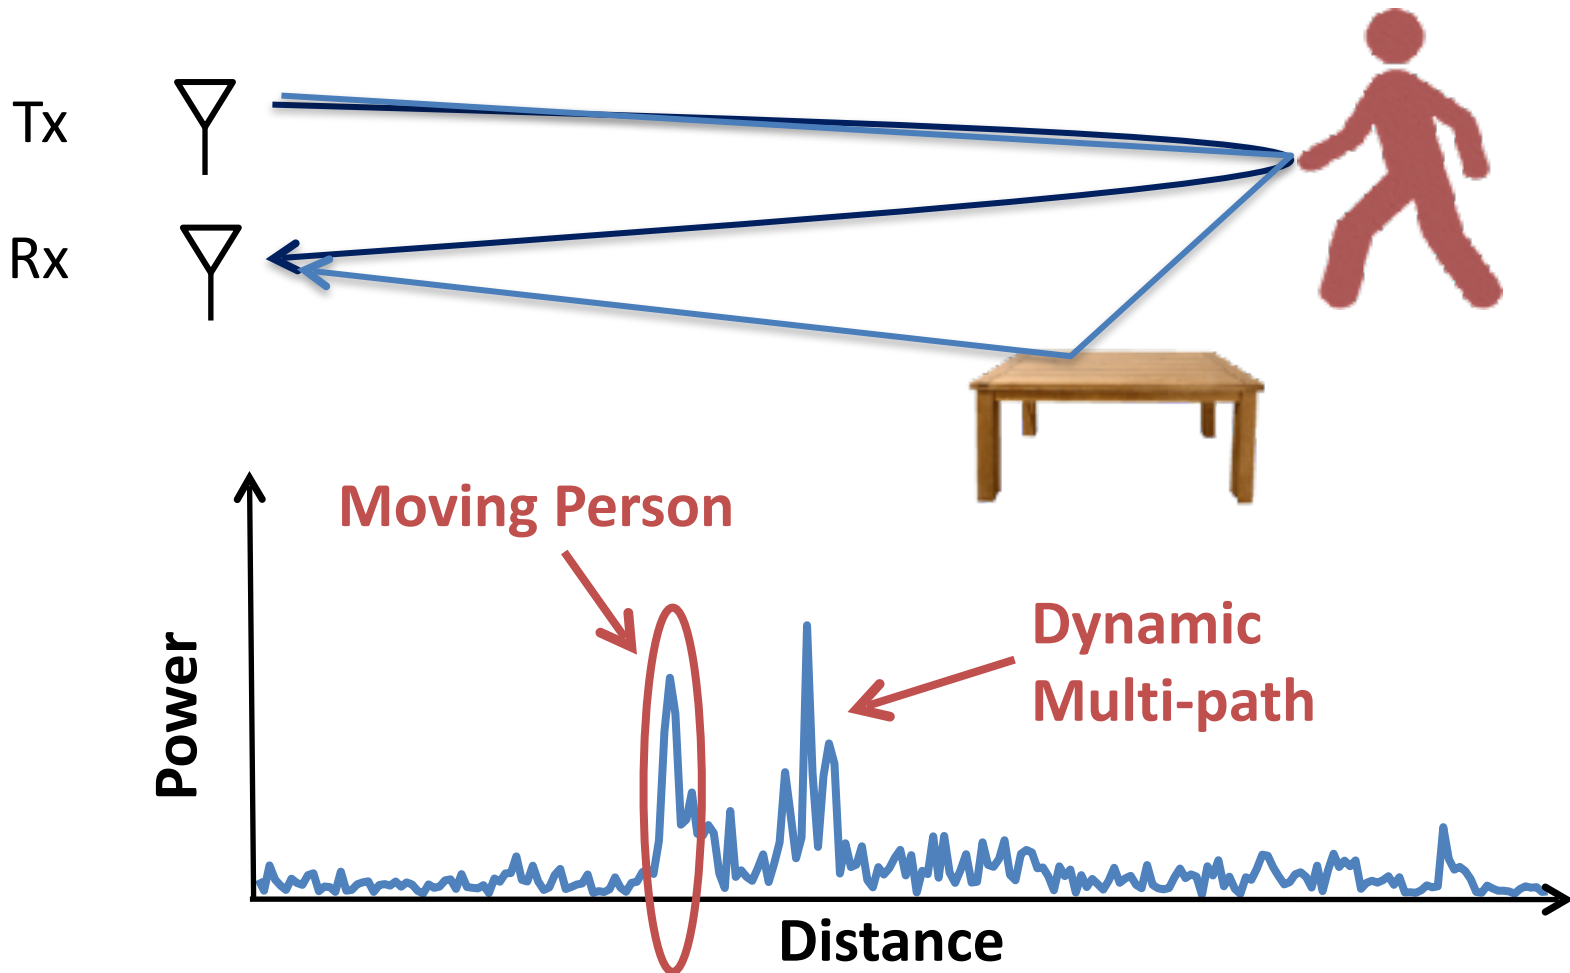 Tx
Rx
Moving Person
Dynamic
Multi-path
Power
Distance